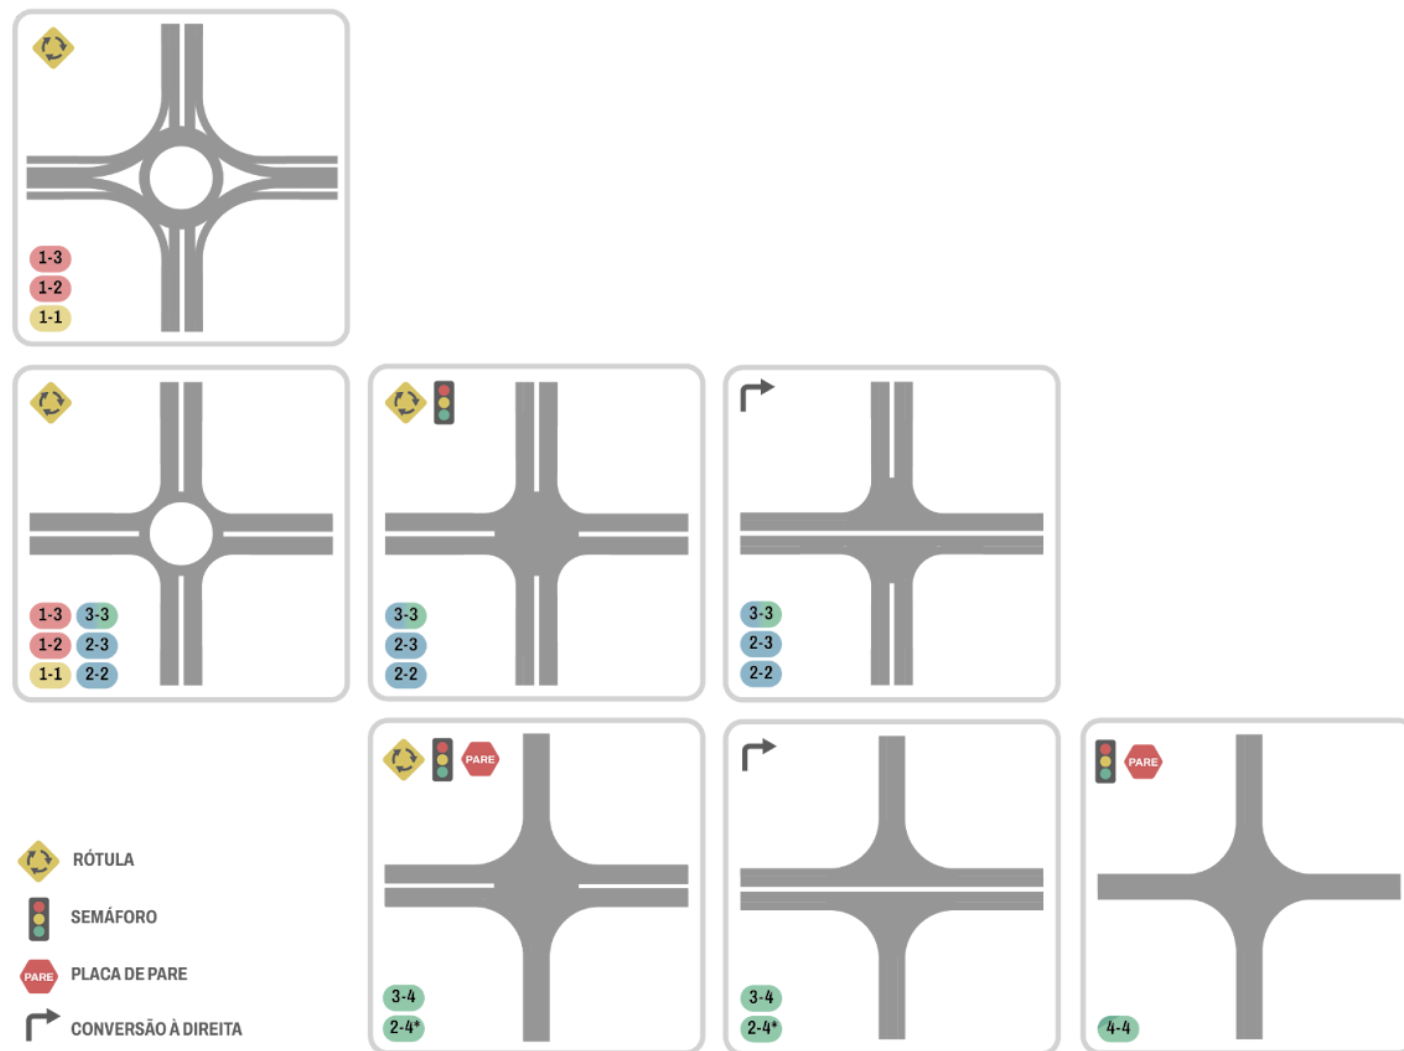 1-3
1-2
1-1
1-3 3-3
1-2 2-3
1-1 2-2
3-3
2-3
2-2
3-3
2-3
2-2
PARE
3-4
2-4*
3-4
2-4*
PARE
4-4
RÓTULA
SEMÁFORO
PARE PLACA DE PARE
CONVERSÃO À DIREITA